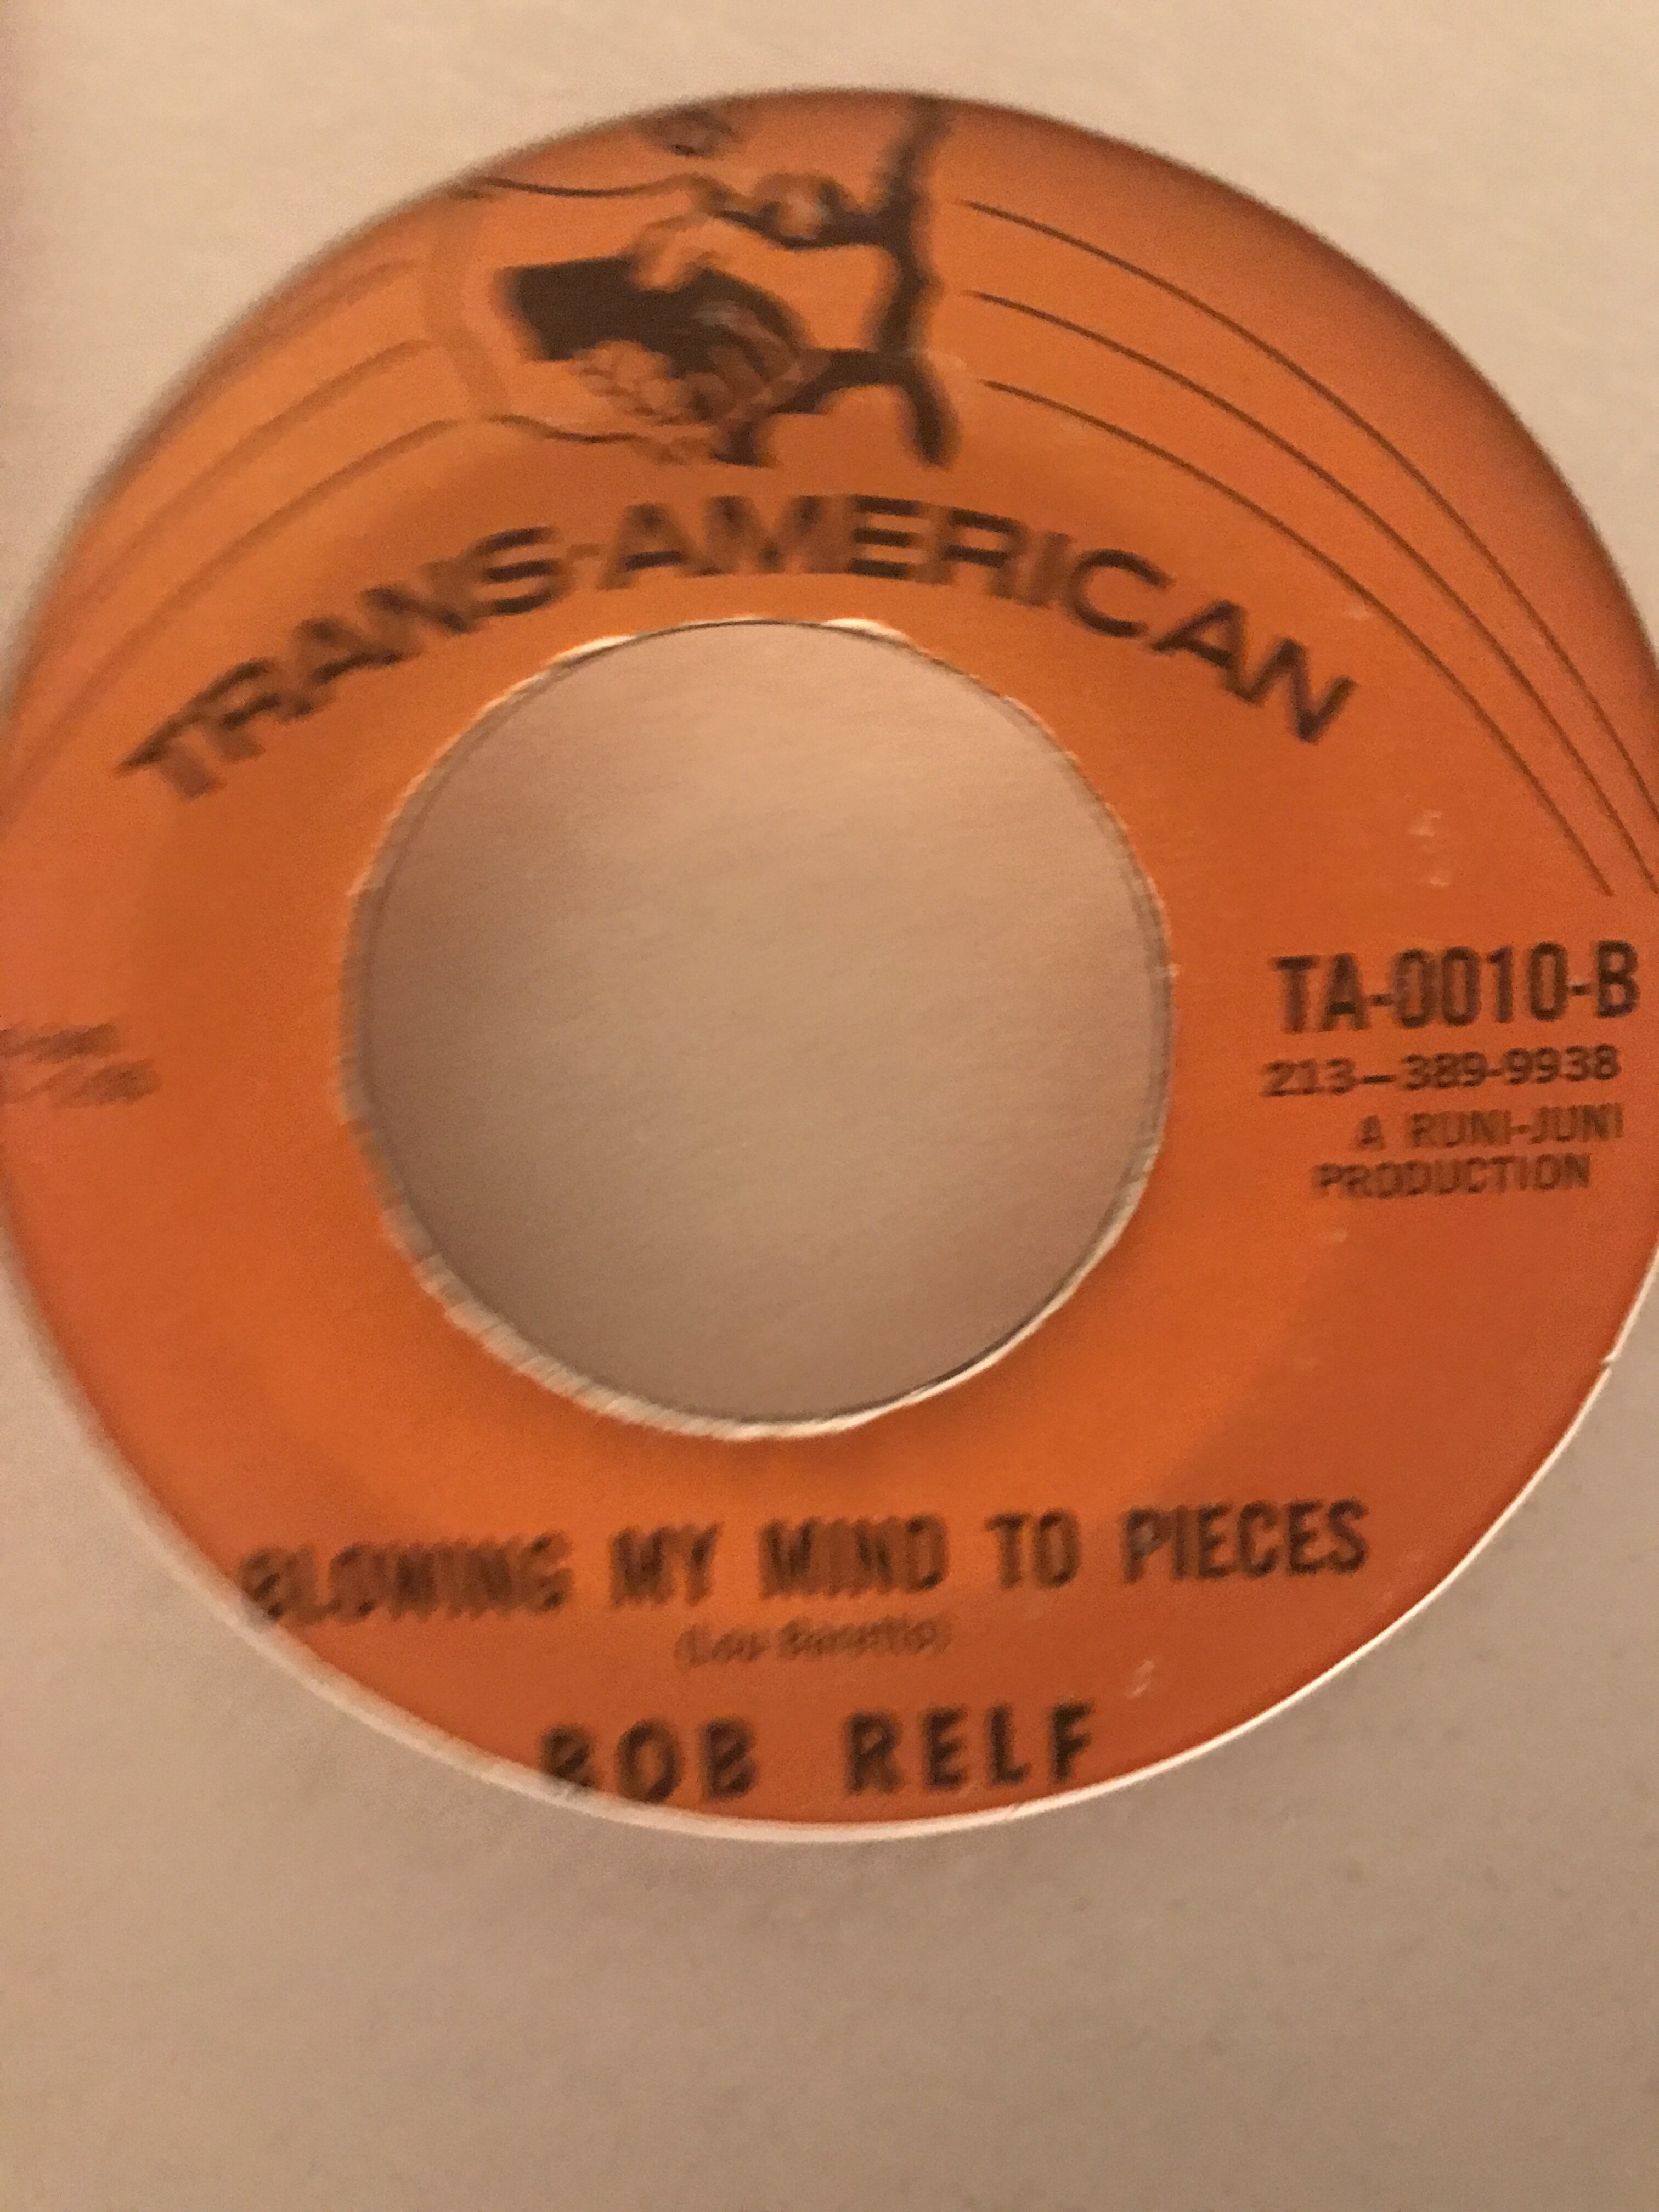 TRANS-AMERICAN
TA-0010-B
213-389-9938
A RUNI-JUNI
PRODUCTION
BLOWING MY MIND TO PIECES
BOB RELF